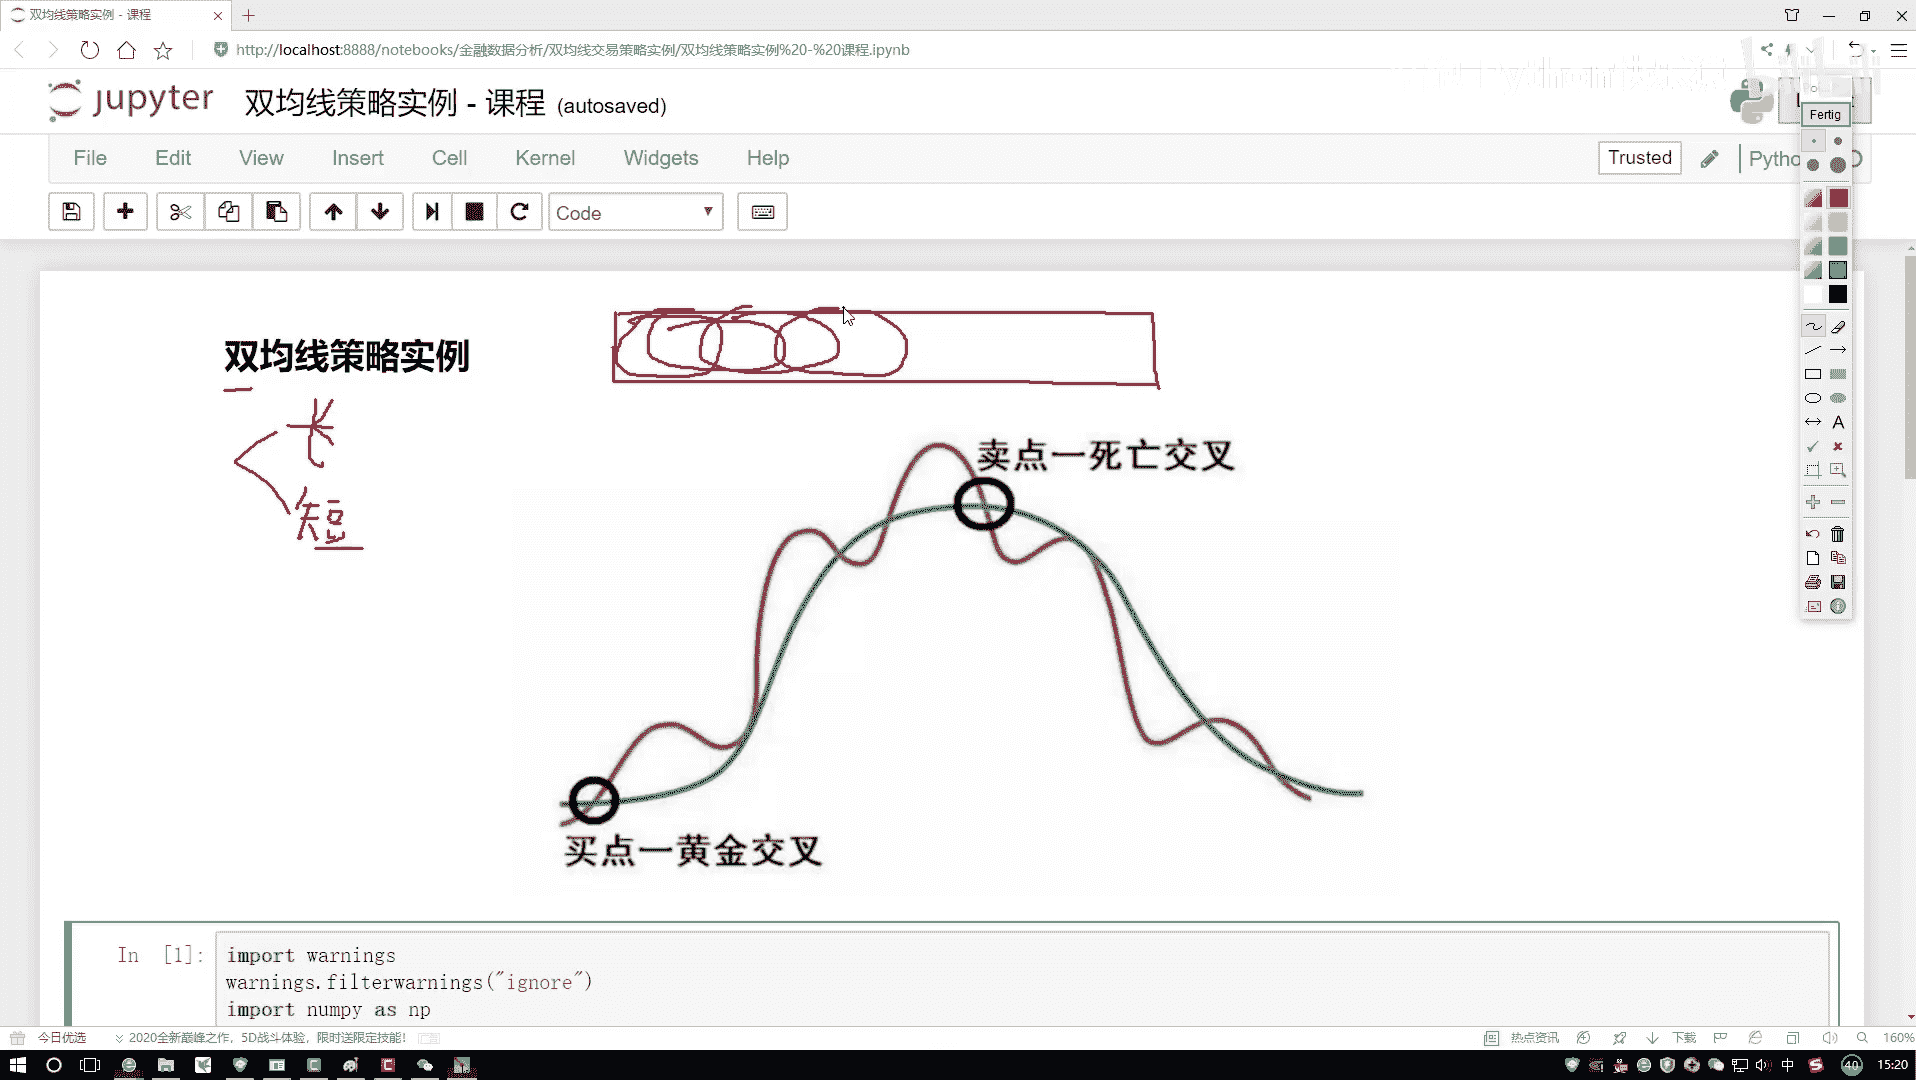 双均线策略实例 - 课程
http://localhost:8888/notebooks/金融数据分析/双均线交易策略实例/双均线策略实例%20-%20课程.ipynb
jupyter 双均线策略实例 - 课程 (autosaved)
Fertig
File Edit View Insert Cell Kernel Widgets Help
Trusted
Pytho
Code
双均线策略实例
长
短
卖点一死亡交叉
买点一黄金交叉
In [1]:
import warnings
warnings.filterwarnings("ignore")
import numpy as np
今日优选
2020全新巅峰之作，5D战斗体验，限时送限定技能！
热点资讯
下载
160%
中
40
15:20